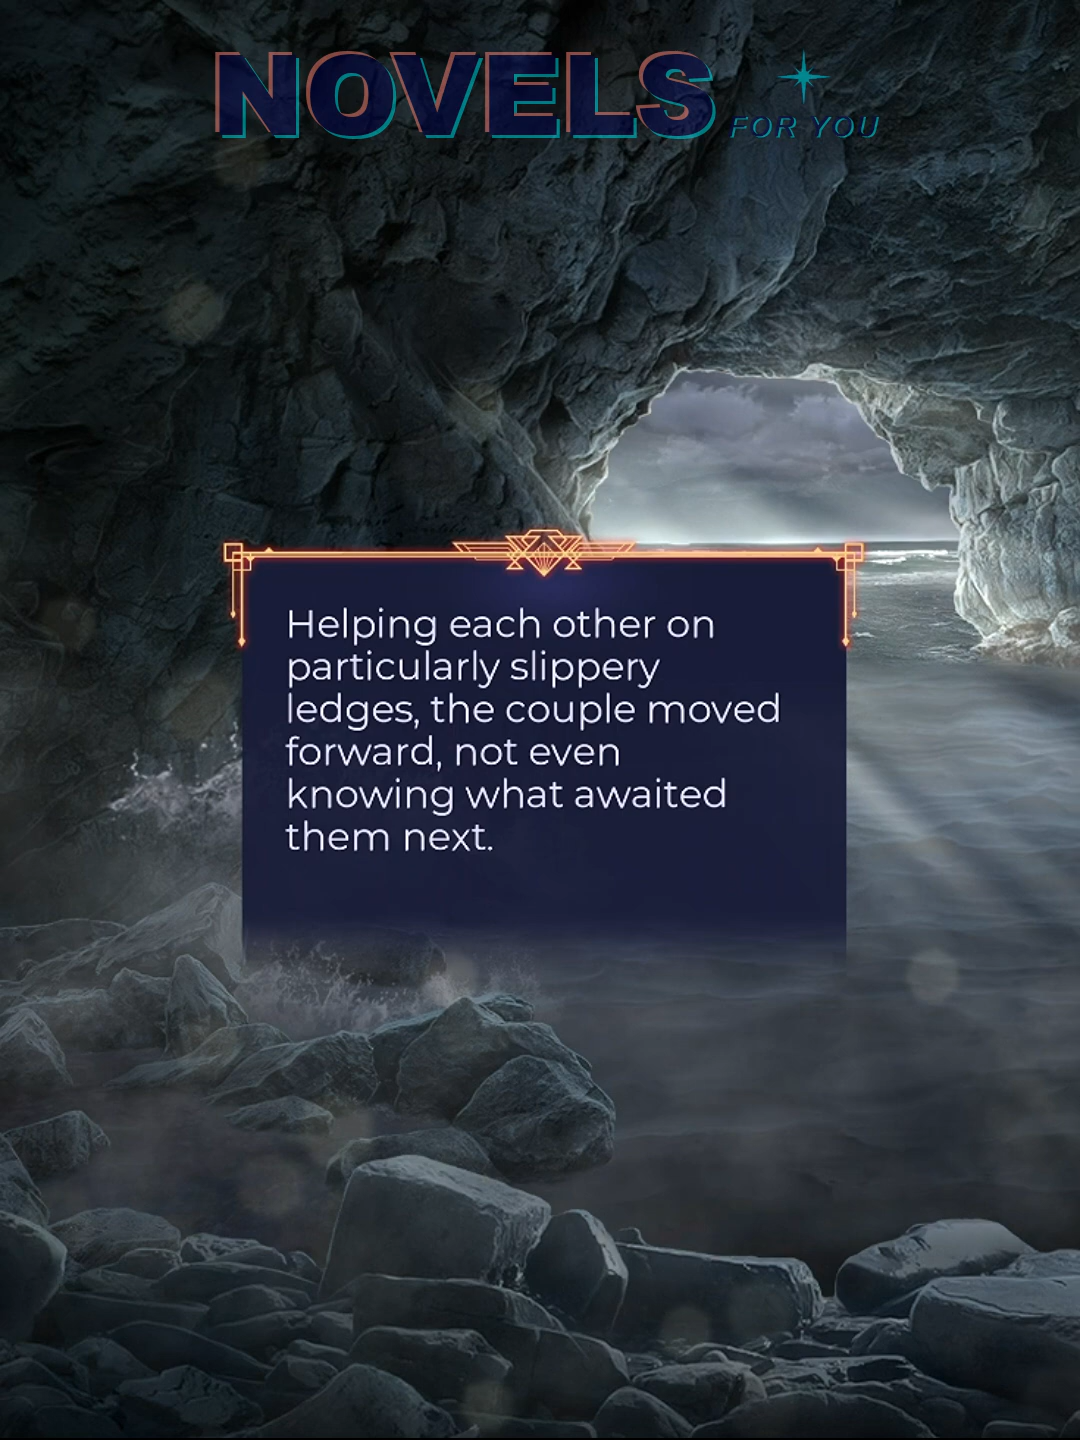 NOVELS
FOR YOU
Helping each other on
particularly slippery
ledges, the couple moved
forward, not even
knowing what awaited
them next.